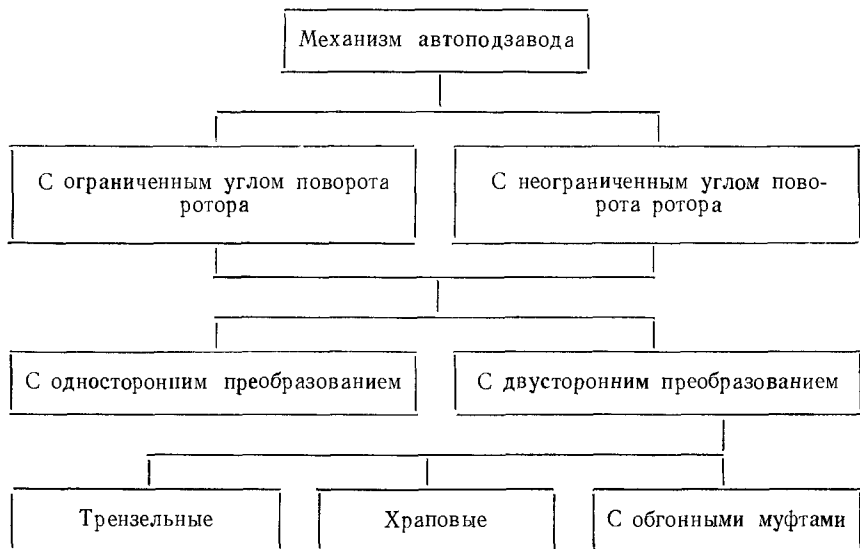 Механизм автоподзавода
С ограниченным углом поворота
ротора
С неограниченным углом пово-
рота ротора
С односторонним преобразованием
С двусторонним преобразованием
Трензельные
Храповые
С обгонными муфтами